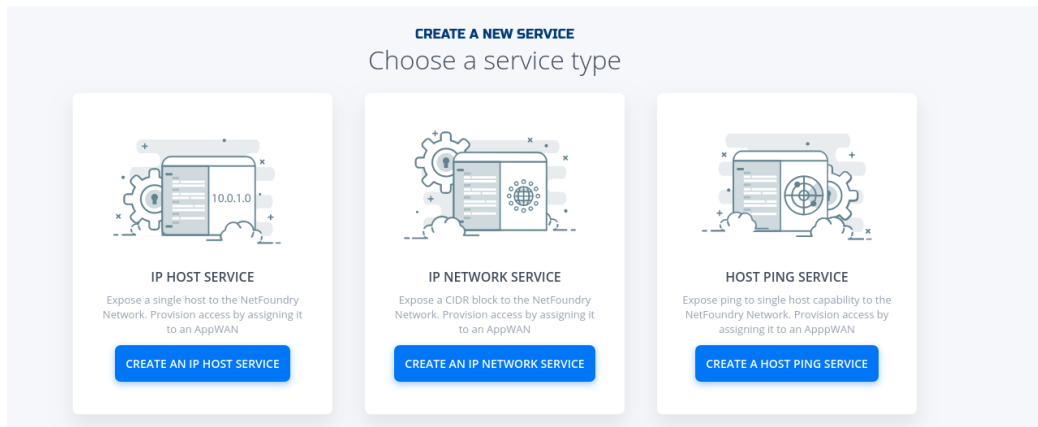 CREATE A NEW SERVICE
Choose a service type
10.0.1.0
IP HOST SERVICE
Expose a single host to the NetFoundry
Network. Provision access by assigning it
to an AppWAN
CREATE AN IP HOST SERVICE
IP NETWORK SERVICE
Expose a CIDR block to the NetFoundry
Network. Provision access by assigning it
to an AppWAN
CREATE AN IP NETWORK SERVICE
HOST PING SERVICE
Expose ping to single host capability to the
NetFoundry Network. Provision access by
assigning it to an ApppWAN
CREATE A HOST PING SERVICE